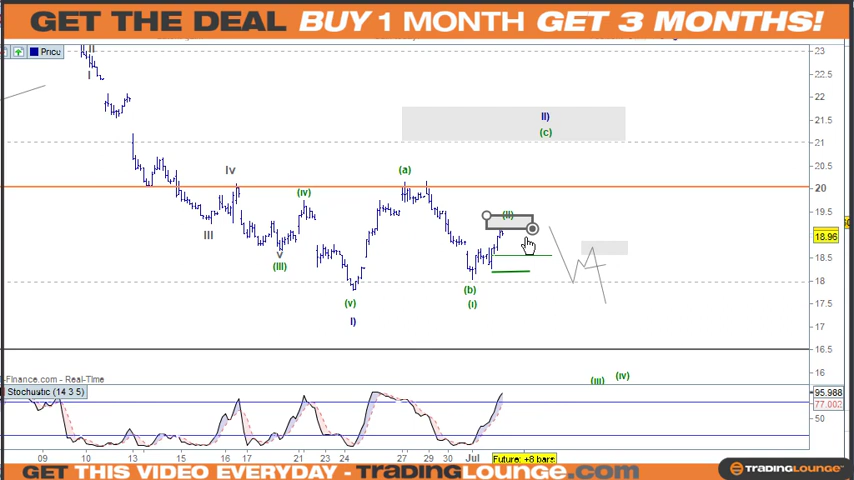 GET THE DEAL BUY 1 MONTH GET 3 MONTHS!
Price
II
I
23
22.5
22
21.5
21
20.5
20
19.5
18.96
18.5
18
17.5
17
16.5
16
II)
(c)
Iv
(a)
(iv)
(ii)
III
v
(iii)
(b)
(i)
(v)
I)
(iii)
(iv)
-Finance.com - Real-Time
Stochustic (14 3 5)
95.988
77.002
50
09 10 13 15 16 17 21 23 24 27 29 30 Jul
Future: +8 bars
GET THIS VIDEO EVERYDAY - TRADINGLOUNGE.com
TRADINGLOUNGE